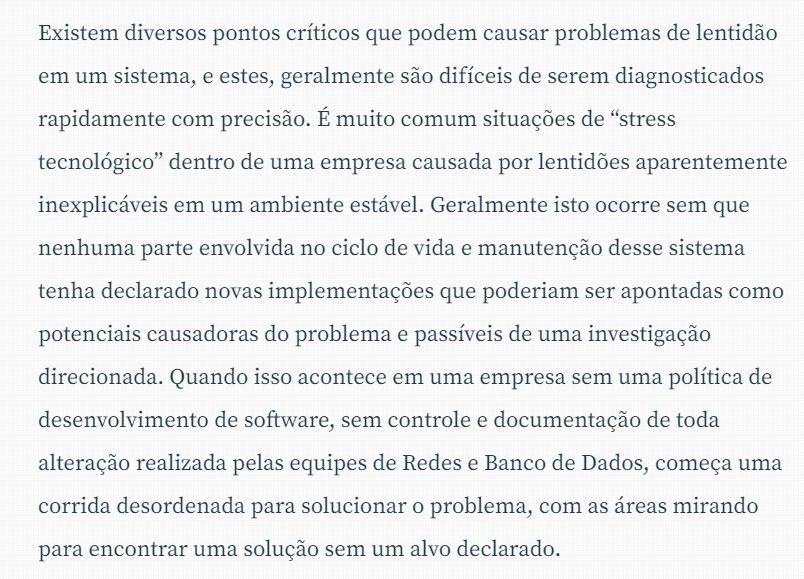 Existem diversos pontos críticos que podem causar problemas de lentidão
em um sistema, e estes, geralmente são difíceis de serem diagnosticados
rapidamente com precisão. É muito comum situações de “stress
tecnológico” dentro de uma empresa causada por lentidões aparentemente
inexplicáveis em um ambiente estável. Geralmente isto ocorre sem que
nenhuma parte envolvida no ciclo de vida e manutenção desse sistema
tenha declarado novas implementações que poderiam ser apontadas como
potenciais causadoras do problema e passíveis de uma investigação
direcionada. Quando isso acontece em uma empresa sem uma política de
desenvolvimento de software, sem controle e documentação de toda
alteração realizada pelas equipes de Redes e Banco de Dados, começa uma
corrida desordenada para solucionar o problema, com as áreas mirando
para encontrar uma solução sem um alvo declarado.